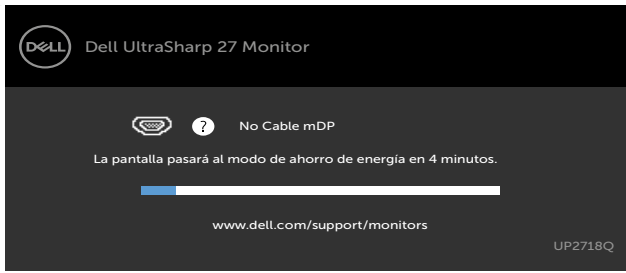 DELL
Dell UltraSharp 27 Monitor
? No Cable mDP
La pantalla pasará al modo de ahorro de energía en 4 minutos.
www.dell.com/support/monitors
UP2718Q